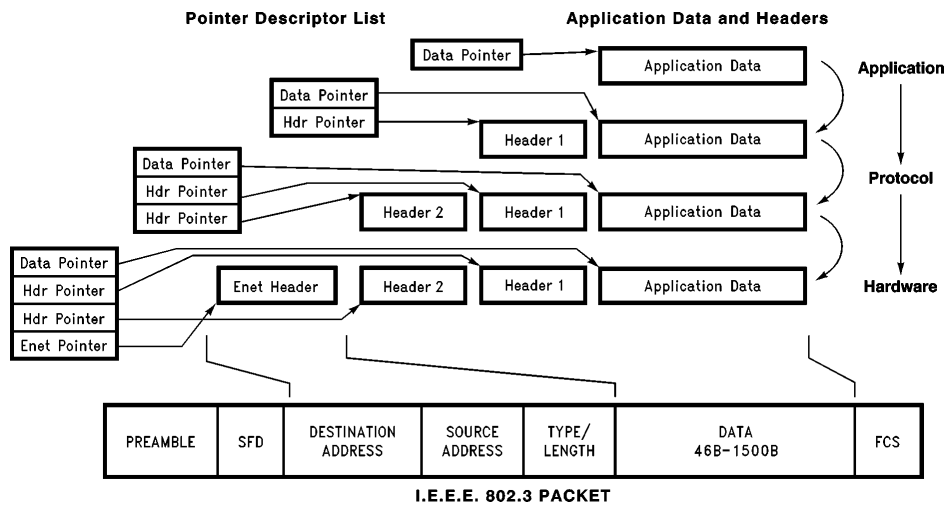 Pointer Descriptor List
Application Data and Headers
Data Pointer
Application Data
Application
Data Pointer
Hdr Pointer
Header 1
Application Data
Data Pointer
Hdr Pointer
Hdr Pointer
Header 2
Header 1
Application Data
Protocol
Data Pointer
Hdr Pointer
Hdr Pointer
Enet Pointer
Enet Header
Header 2
Header 1
Application Data
Hardware
PREAMBLE
SFD
DESTINATION
ADDRESS
SOURCE
ADDRESS
TYPE/
LENGTH
DATA
46B-1500B
FCS
I.E.E.E. 802.3 PACKET